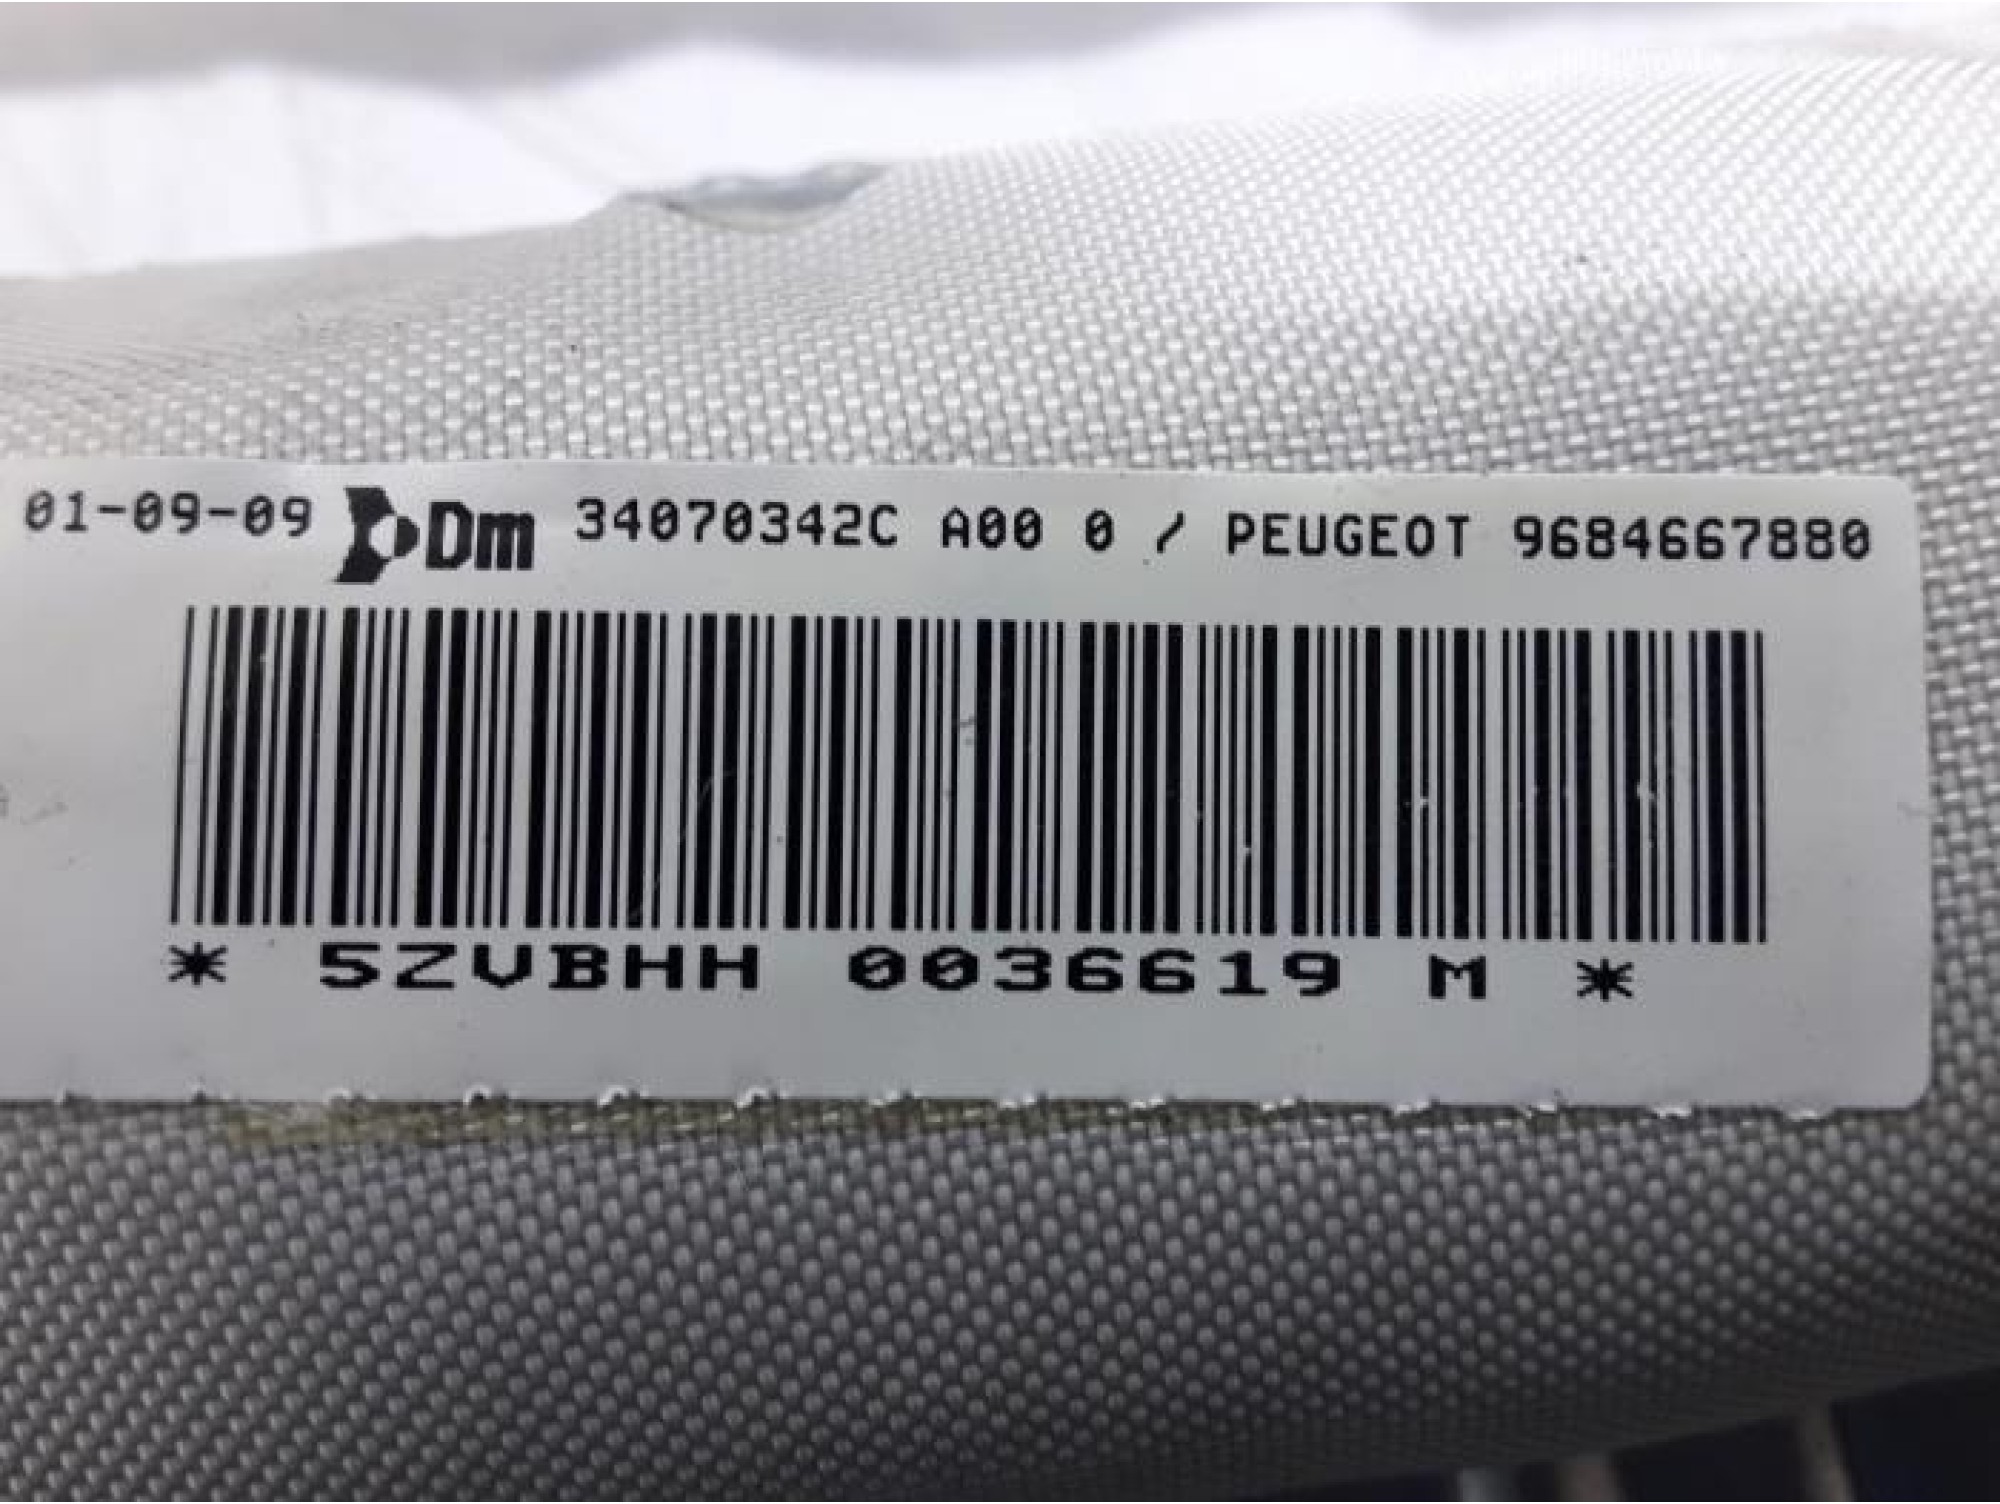 01-09-09 Dm 34070342C A00 0 / PEUGEOT 9684667880
* 5ZVBHH 0036619 M *